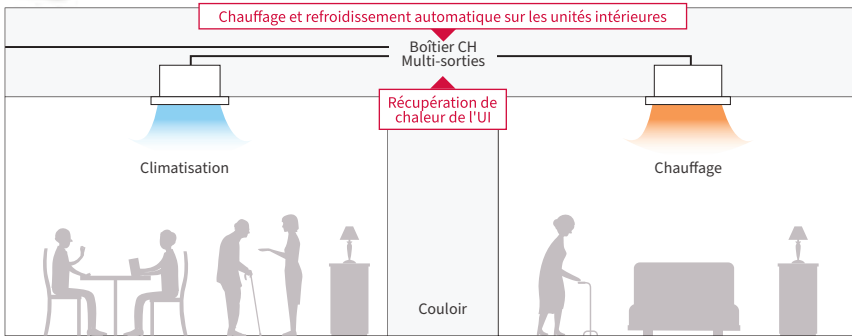 Chauffage et refroidissement automatique sur les unités intérieures
Boîtier CH
Multi-sorties
Récupération de
chaleur de l'UI
Climatisation
Chauffage
Couloir